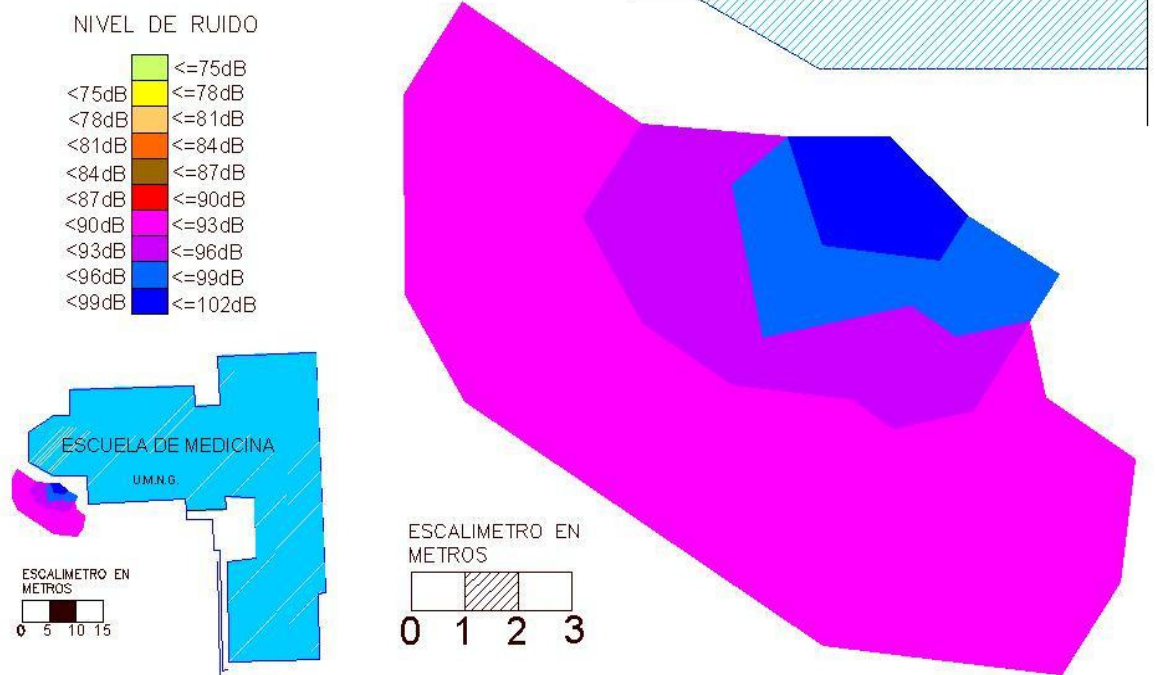 NIVEL DE RUIDO
<=75dB
<75dB <=78dB
<78dB <=81dB
<81dB <=84dB
<84dB <=87dB
<87dB <=90dB
<90dB <=93dB
<93dB <=96dB
<96dB <=99dB
<99dB <=102dB
ESCUELA DE MEDICINA
U.M.N.G.
ESCALIMETRO EN
METROS
0 5 10 15
ESCALIMETRO EN
METROS
0 1 2 3